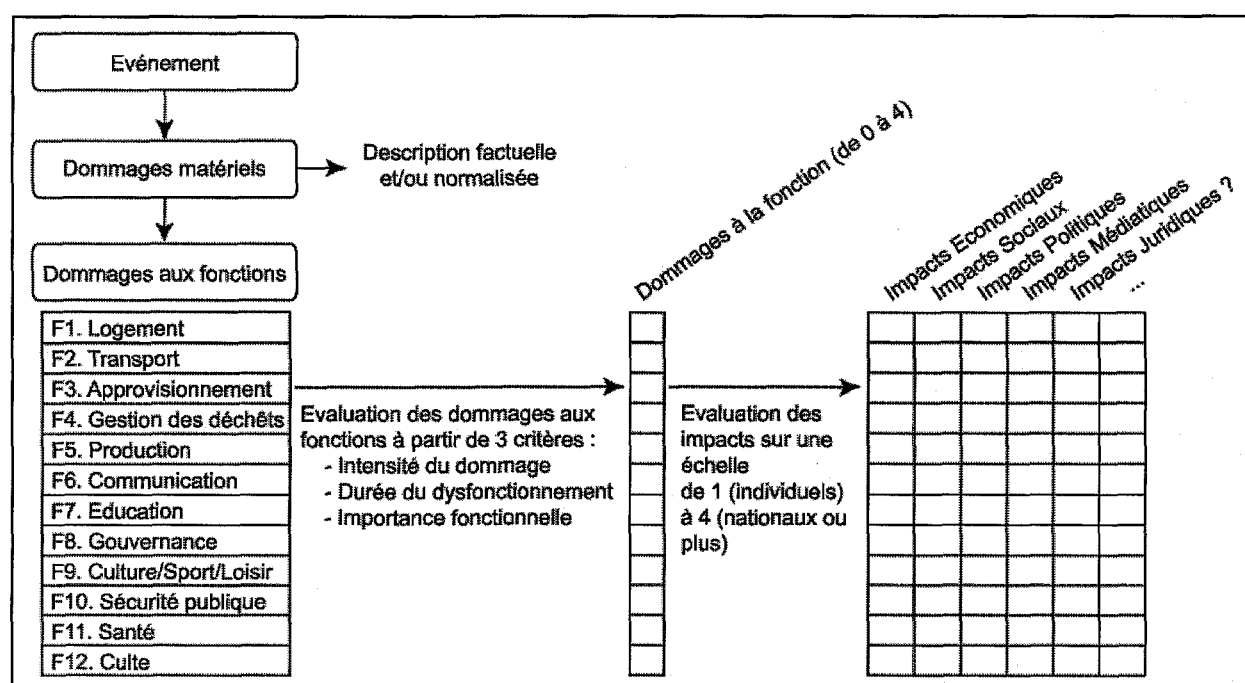 Evénement
Dommages matériels
Description factuelle
et/ou normalisée
Dommages aux fonctions
F1. Logement
F2. Transport
F3. Approvisionnement
F4. Gestion des déchêts
F5. Production
F6. Communication
F7. Education
F8. Gouvernance
F9. Culture/Sport/Loisir
F10. Sécurité publique
F11. Santé
F12. Culte
Evaluation des dommages aux
fonctions à partir de 3 critères :
- Intensité du dommage
- Durée du dysfonctionnement
- Importance fonctionnelle
Dommages à la fonction (de 0 à 4)
Evaluation des
impacts sur une
échelle
de 1 (individuels)
à 4 (nationaux ou
plus)
Impacts Economiques
Impacts Sociaux
Impacts Politiques
Impacts Médiatiques
Impacts Juridiques ?
...